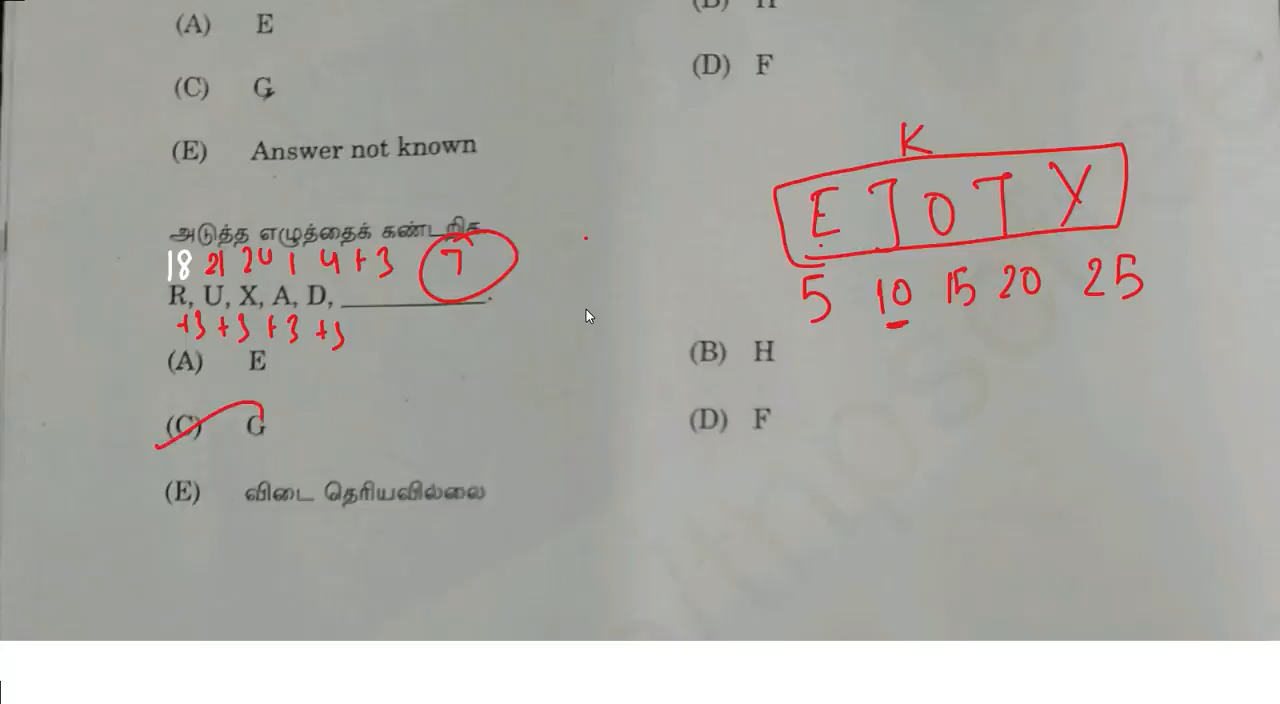 (A) E
(B) H
(C) G
(D) F
(E) Answer not known
K
E J O T Y
5 10 15 20 25
அடுத்த எழுத்தைக் கண்டறிக
18 21 24 1 4 +3 7
R, U, X, A, D, ____________.
+3 +3 +3 +3
(A) E
(B) H
(C) G
(D) F
(E) விடை தெரியவில்லை